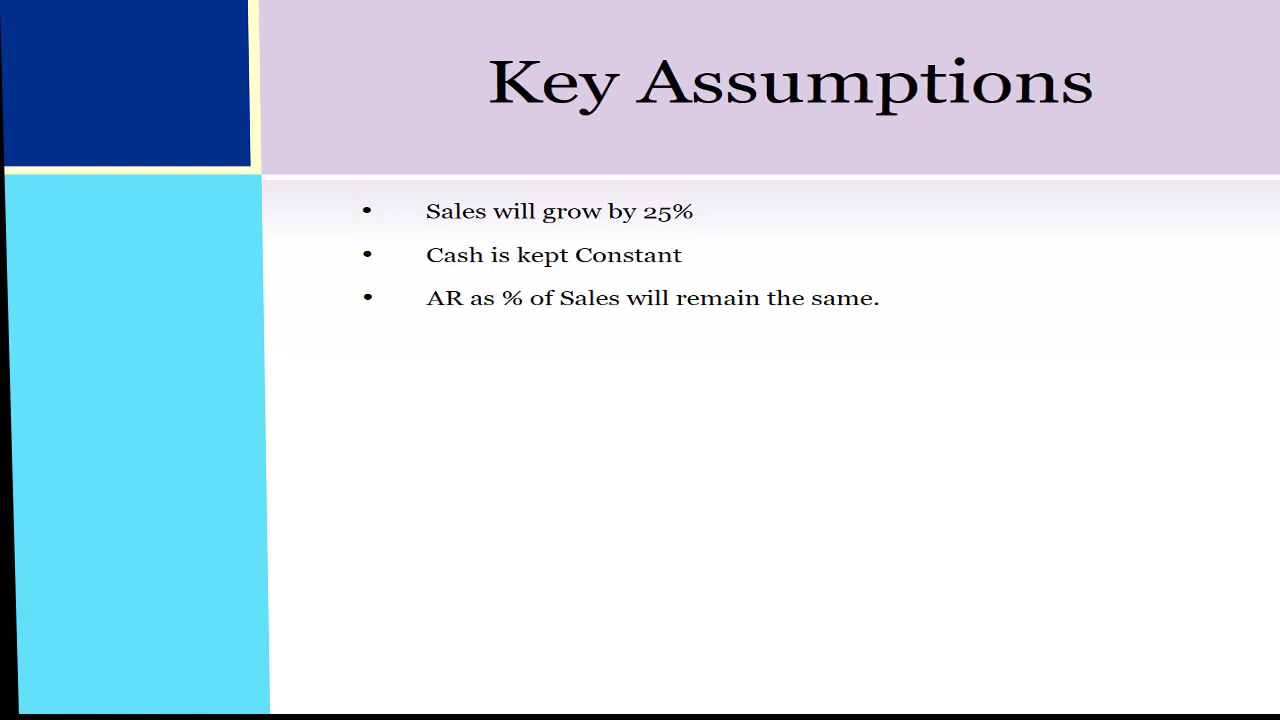 Key Assumptions
• Sales will grow by 25%
• Cash is kept Constant
• AR as % of Sales will remain the same.